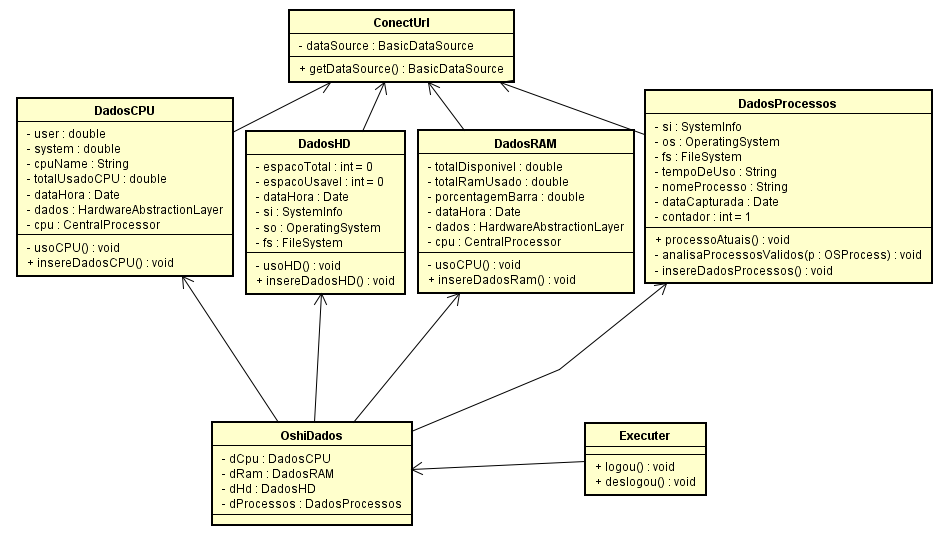 ConectUrl
- dataSource : BasicDataSource
+ getDataSource() : BasicDataSource
DadosCPU
- user : double
- system : double
- cpuName : String
- totalUsadoCPU : double
- dataHora : Date
- dados : HardwareAbstractionLayer
- cpu : CentralProcessor
- usoCPU() : void
+ insereDadosCPU() : void
DadosHD
- espacoTotal : int = 0
- espacoUsavel : int = 0
- dataHora : Date
- si : SystemInfo
- so : OperatingSystem
- fs : FileSystem
- usoHD() : void
+ insereDadosHD() : void
DadosRAM
- totalDisponivel : double
- totalRamUsado : double
- porcentagemBarra : double
- dataHora : Date
- dados : HardwareAbstractionLayer
- cpu : CentralProcessor
- usoCPU() : void
+ insereDadosRam() : void
DadosProcessos
- si : SystemInfo
- os : OperatingSystem
- fs : FileSystem
- tempoDeUso : String
- nomeProcesso : String
- dataCapturada : Date
- contador : int = 1
+ processoAtuais() : void
- analisaProcessosValidos(p : OSProcess) : void
- insereDadosProcessos() : void
OshiDados
- dCpu : DadosCPU
- dRam : DadosRAM
- dHd : DadosHD
- dProcessos : DadosProcessos
Executer
+ logou() : void
+ deslogou() : void